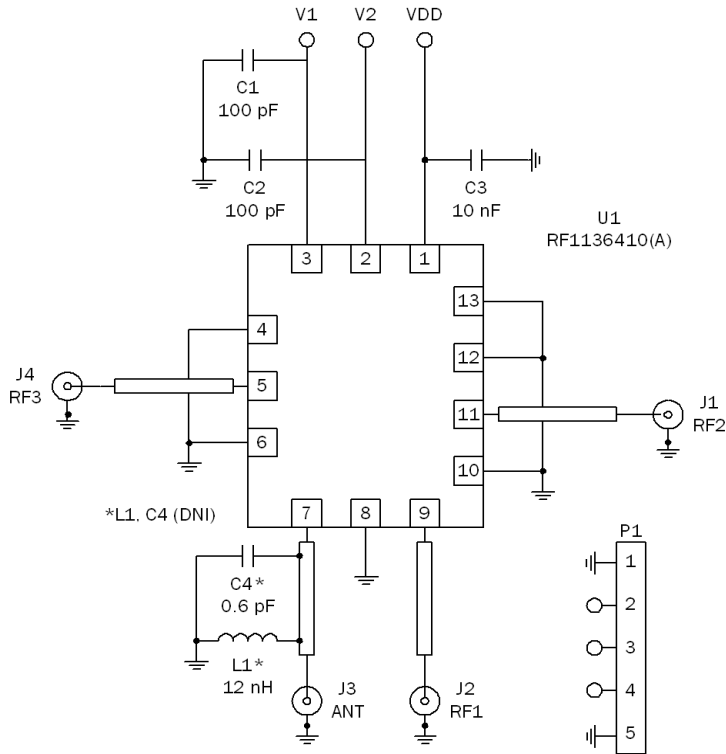 V1
V2
VDD
C1
100 pF
C2
100 pF
C3
10 nF
U1
RF1136410(A)
3
2
1
13
4
12
J4
RF3
5
11
J1
RF2
6
10
*L1, C4 (DNI)
7
8
9
P1
1
C4*
0.6 pF
2
3
L1*
12 nH
J3
ANT
J2
RF1
4
5